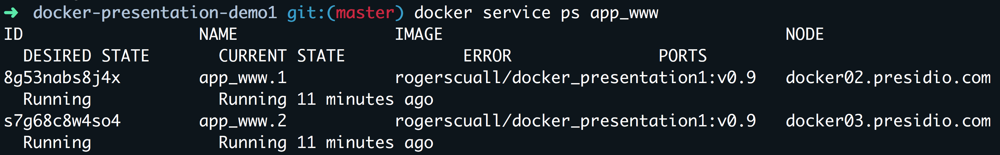 ➜  docker-presentation-demo1 git:(master) docker service ps app_www
ID                  NAME                IMAGE                                   NODE
  DESIRED STATE       CURRENT STATE            ERROR               PORTS
8g53nabs8j4x        app_www.1           rogerscuall/docker_presentation1:v0.9   docker02.presidio.com
  Running             Running 11 minutes ago
s7g68c8w4so4        app_www.2           rogerscuall/docker_presentation1:v0.9   docker03.presidio.com
  Running             Running 11 minutes ago